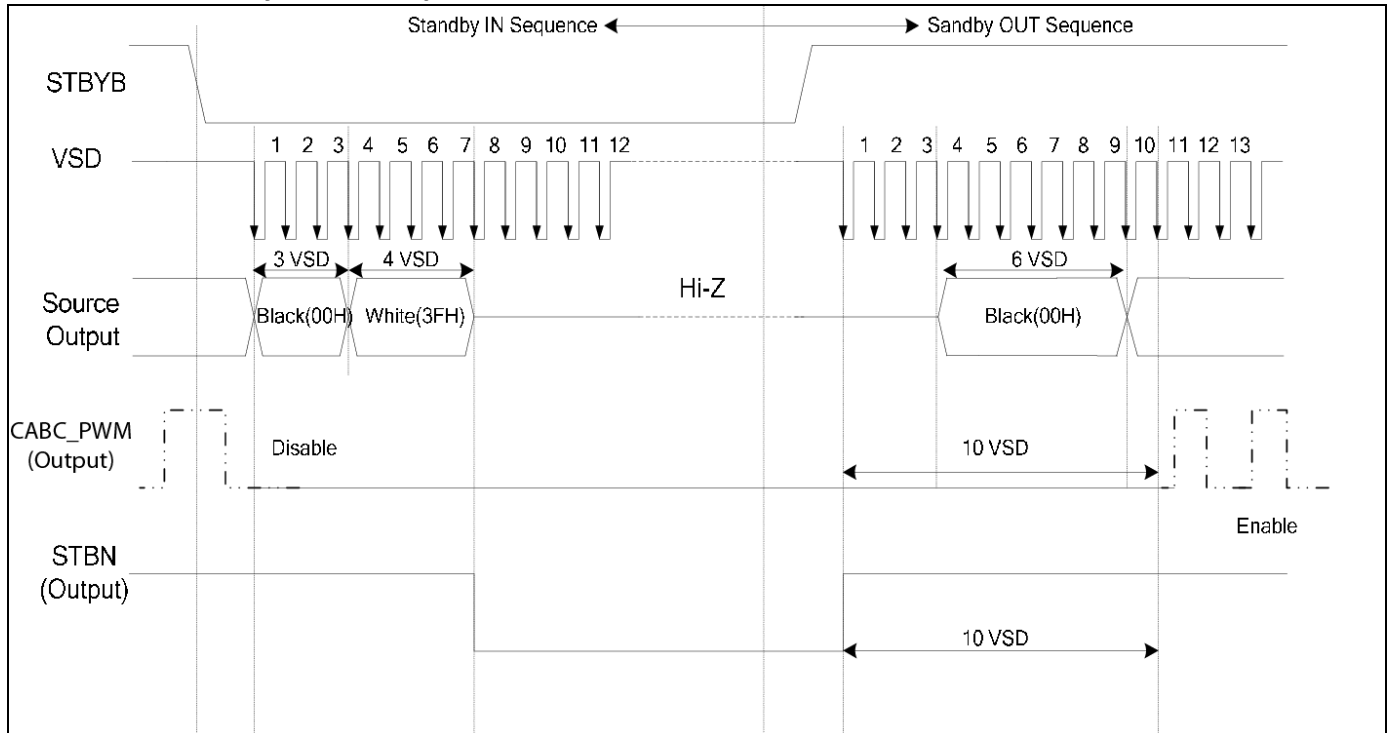 Standby IN Sequence
Sandby OUT Sequence
STBYB
VSD
1 2 3 4 5 6 7 8 9 10 11 12
1 2 3 4 5 6 7 8 9 10 11 12 13
3 VSD
4 VSD
6 VSD
Source
Output
Black(00H)
White(3FH)
Hi-Z
Black(00H)
CABC_PWM
(Output)
Disable
10 VSD
Enable
STBN
(Output)
10 VSD